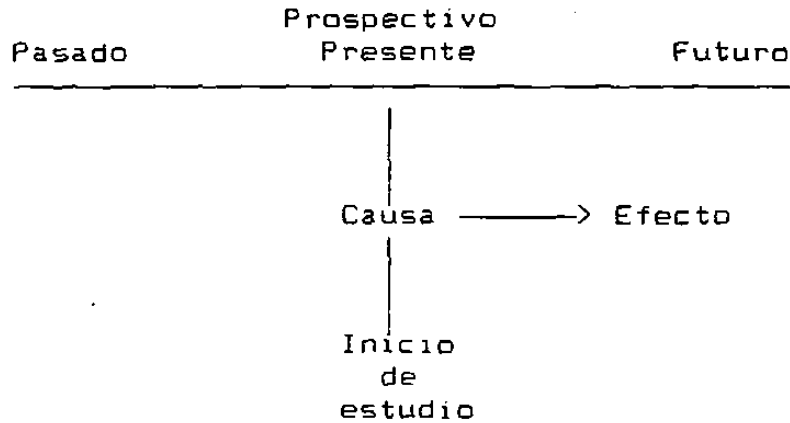 Prospectivo
Pasado Presente Futuro
Causa ———> Efecto
Inicio
de
estudio